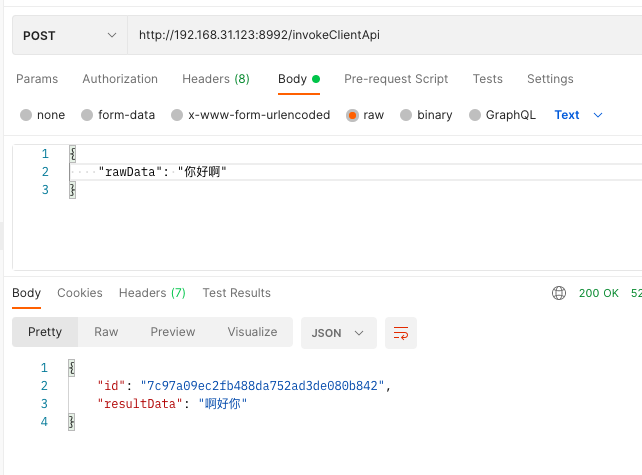 POST http://192.168.31.123:8992/invokeClientApi
Params Authorization Headers (8) Body Pre-request Script Tests Settings
none form-data x-www-form-urlencoded raw binary GraphQL Text
1 {
2 "rawData": "你好啊"
3 }
Body Cookies Headers (7) Test Results 200 OK 52
Pretty Raw Preview Visualize JSON
1 {
2 "id": "7c97a09ec2fb488da752ad3de080b842",
3 "resultData": "啊好你"
4 }